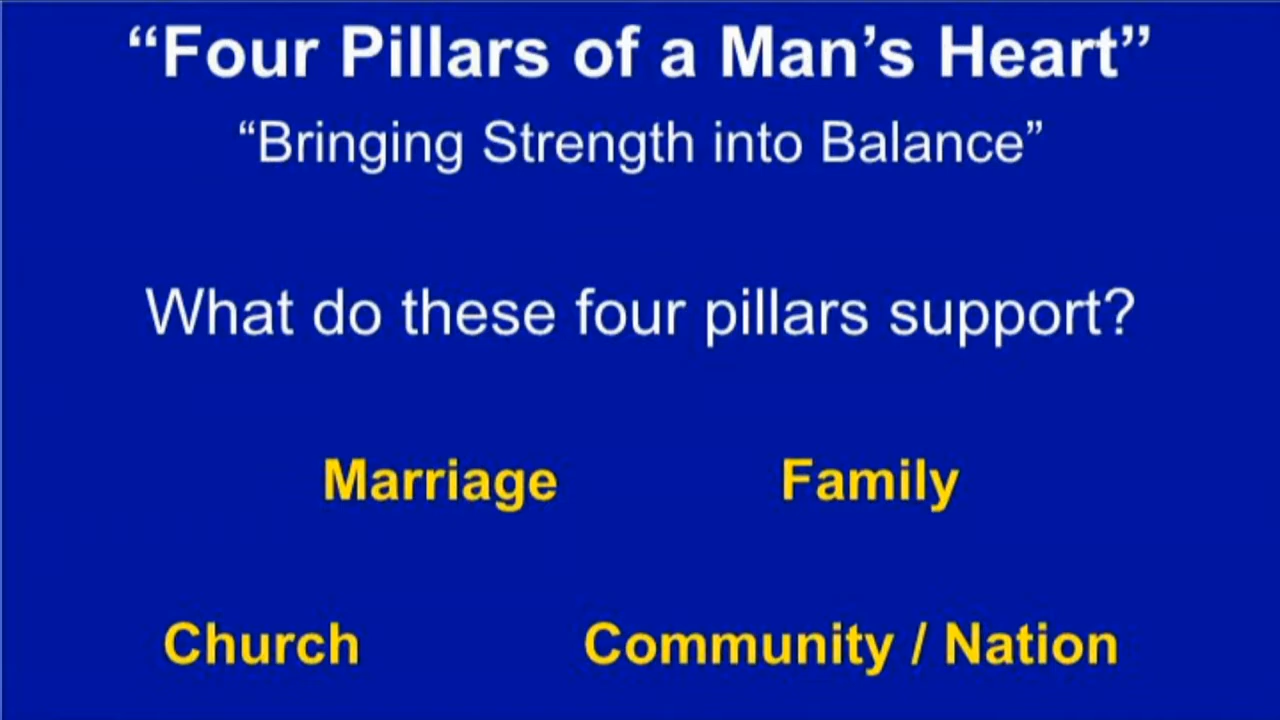 “Four Pillars of a Man’s Heart”
“Bringing Strength into Balance”
What do these four pillars support?
Marriage Family
Church Community / Nation